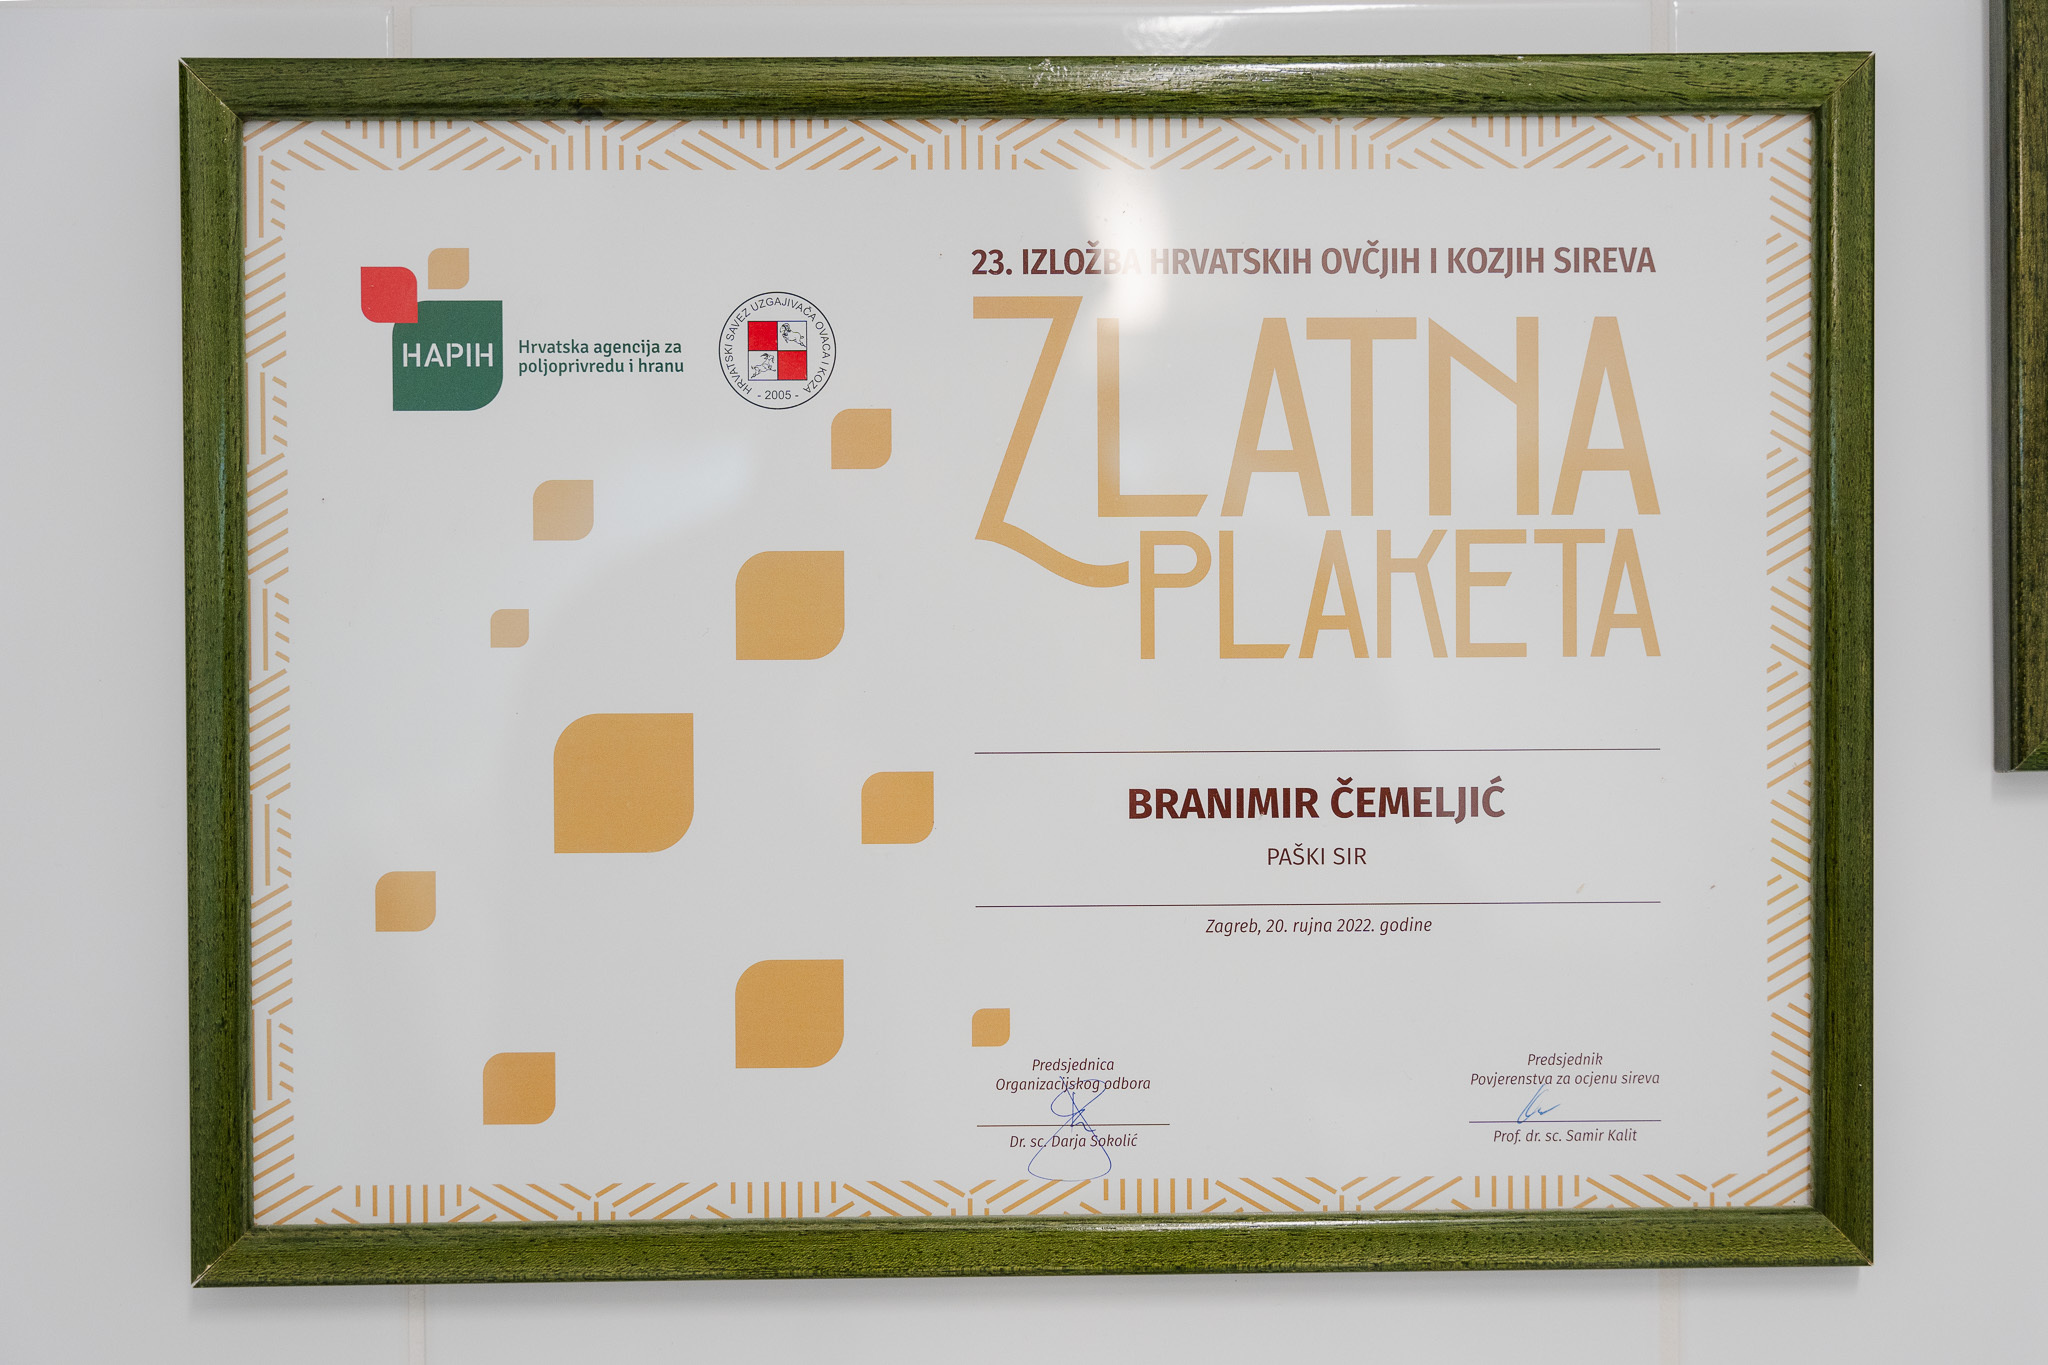 HAPIH
Hrvatska agencija za
poljoprivredu i hranu
HRVATSKI SAVEZ UZGAJIVAČA OVACA I KOZA
- 2005 -
23. IZLOŽBA HRVATSKIH OVČJIH I KOZJIH SIREVA
ZLATNA
PLAKETA
BRANIMIR ČEMELJIĆ
PAŠKI SIR
Zagreb, 20. rujna 2022. godine
Predsjednica
Organizacijskog odbora
Dr. sc. Darja Sokolić
Predsjednik
Povjerenstva za ocjenu sireva
Prof. dr. sc. Samir Kalit